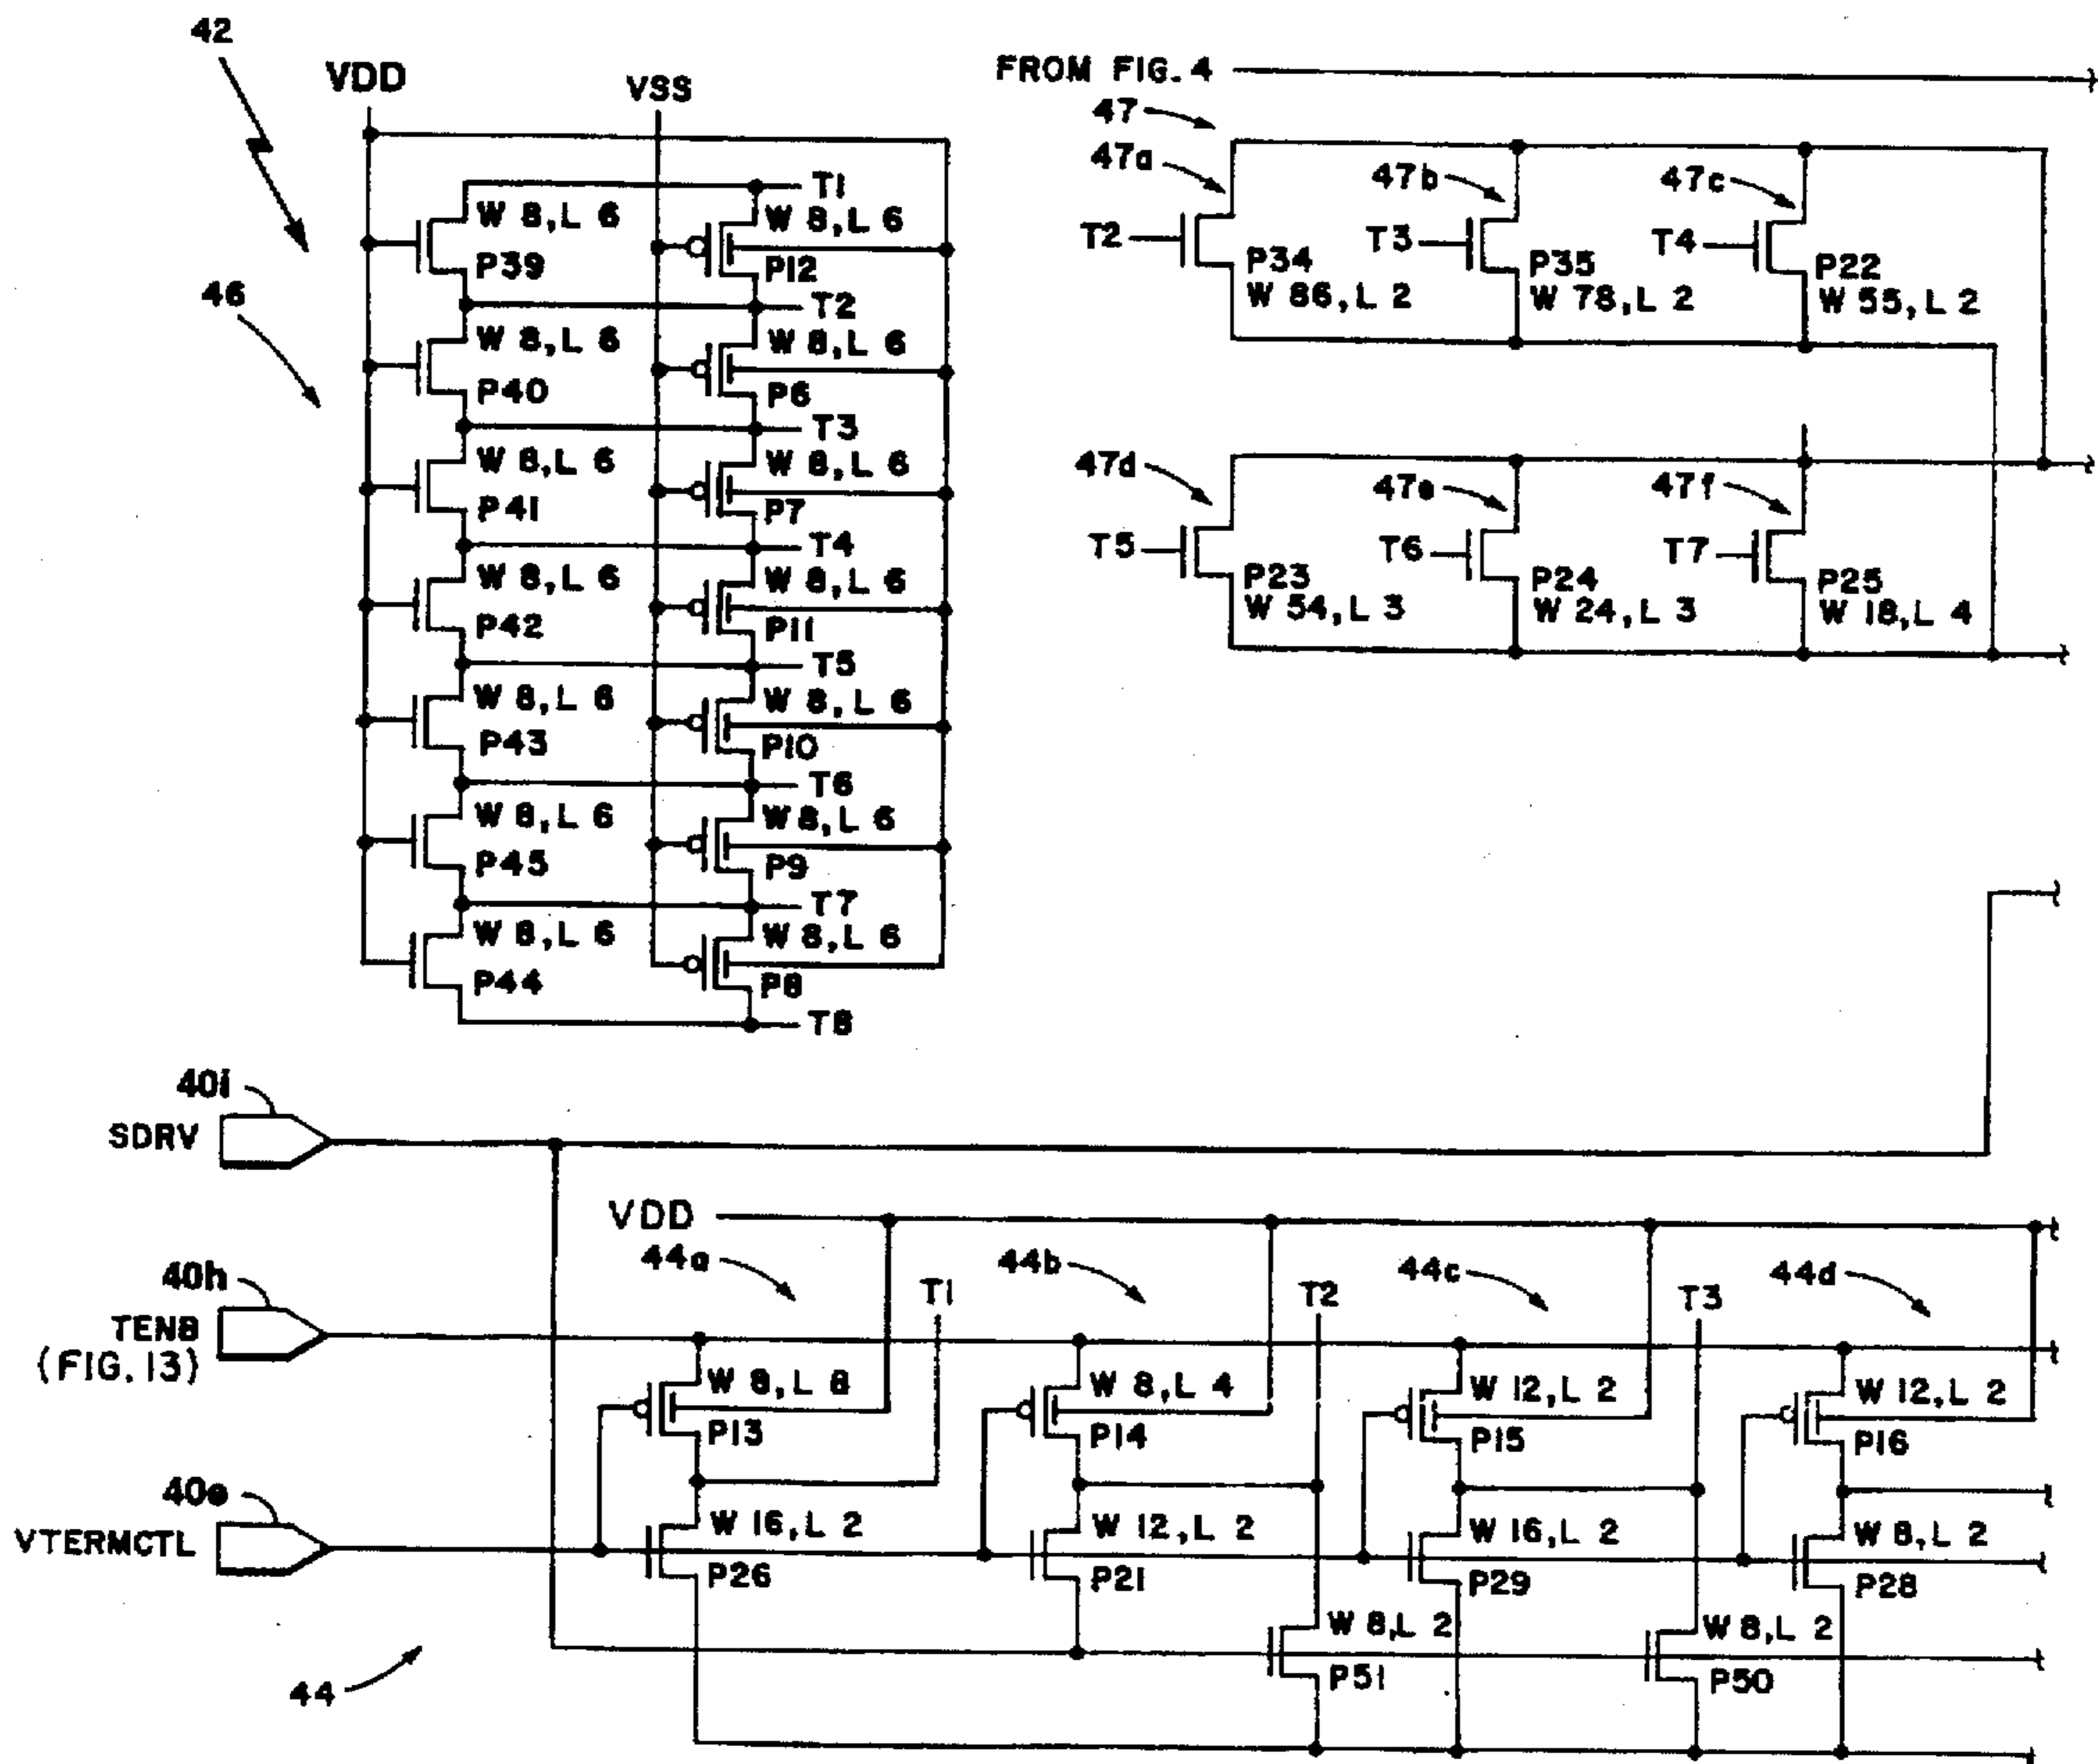 42
VDD
VSS
46
T1
W 8,L 6
P39
W 8,L 6
P12
T2
W 8,L 6
P40
W 8,L 6
P6
T3
W 8,L 6
P41
W 8,L 6
P7
T4
W 8,L 6
P42
W 8,L 6
P11
T5
W 8,L 6
P43
W 8,L 6
P10
T6
W 8,L 6
P45
W 8,L 6
P9
T7
W 8,L 6
P44
W 8,L 6
P8
T8
FROM FIG. 4
47
47a
47b
47c
T2
P34
W 86, L 2
T3
P35
W 78, L 2
T4
P22
W 55, L 2
47d
47e
47f
T5
P23
W 54, L 3
T6
P24
W 24, L 3
T7
P25
W 18, L 4
40i
SDRV
VDD
44a
44b
44c
44d
40h
TENB
(FIG. 13)
T1
T2
T3
W 8, L 8
P13
W 8, L 4
P14
W 12, L 2
P15
W 12, L 2
P16
40e
VTERMCTL
W 16, L 2
P26
W 12, L 2
P21
W 16, L 2
P29
W 8, L 2
P28
W 8,L 2
P51
W 8,L 2
P50
44